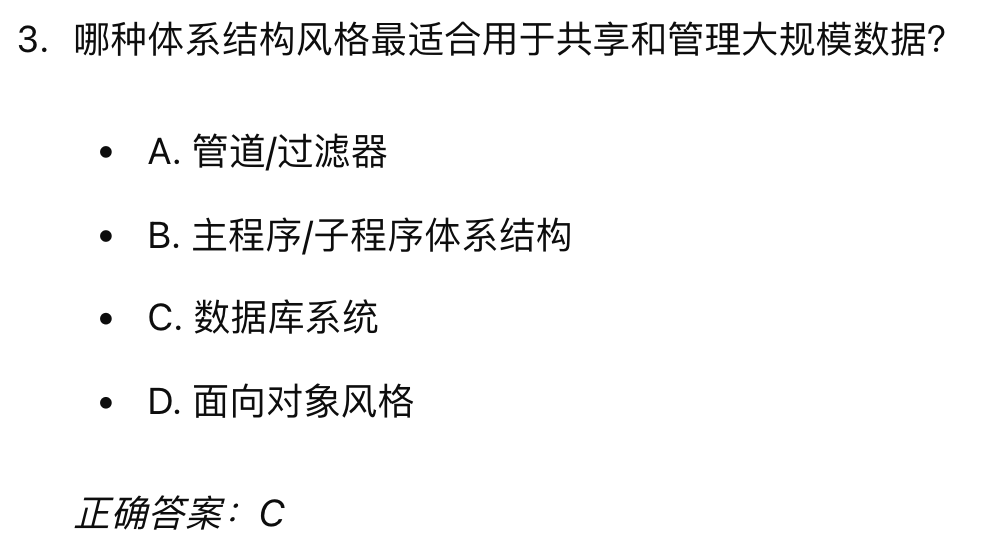 3. 哪种体系结构风格最适合用于共享和管理大规模数据?
• A. 管道/过滤器
• B. 主程序/子程序体系结构
• C. 数据库系统
• D. 面向对象风格
正确答案：C